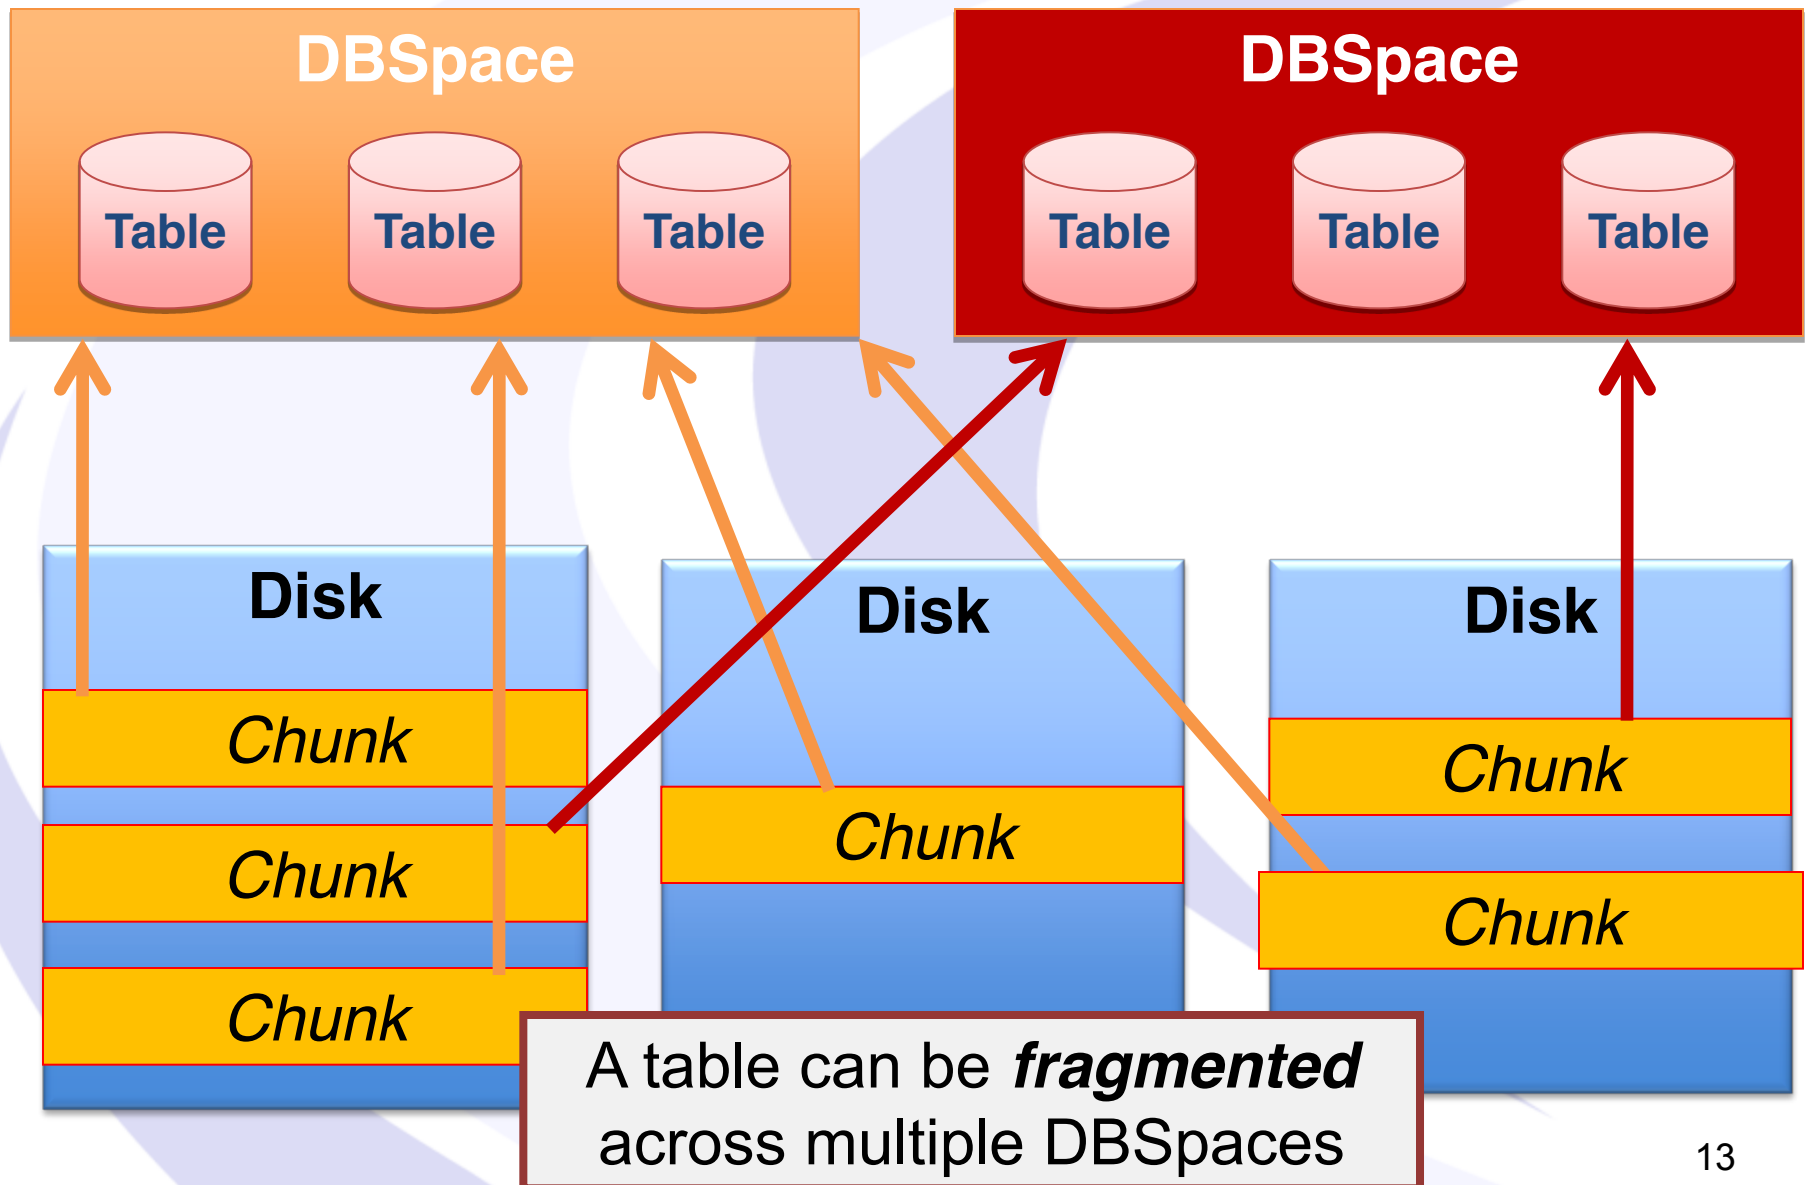 DBSpace
Table
Table
Table
DBSpace
Table
Table
Table
Disk
Chunk
Chunk
Chunk
Disk
Chunk
Disk
Chunk
Chunk
A table can be fragmented
across multiple DBSpaces
13